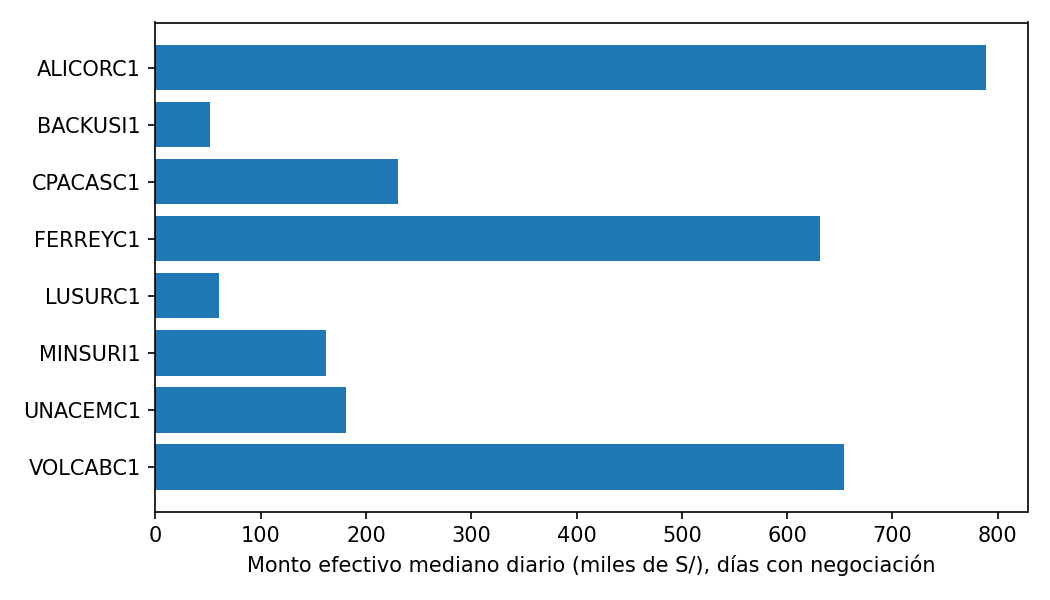 ALICORC1
BACKUSI1
CPACASC1
FERREYC1
LUSURC1
MINSURI1
UNACEMC1
VOLCABC1
0 100 200 300 400 500 600 700 800
Monto efectivo mediano diario (miles de S/), días con negociación